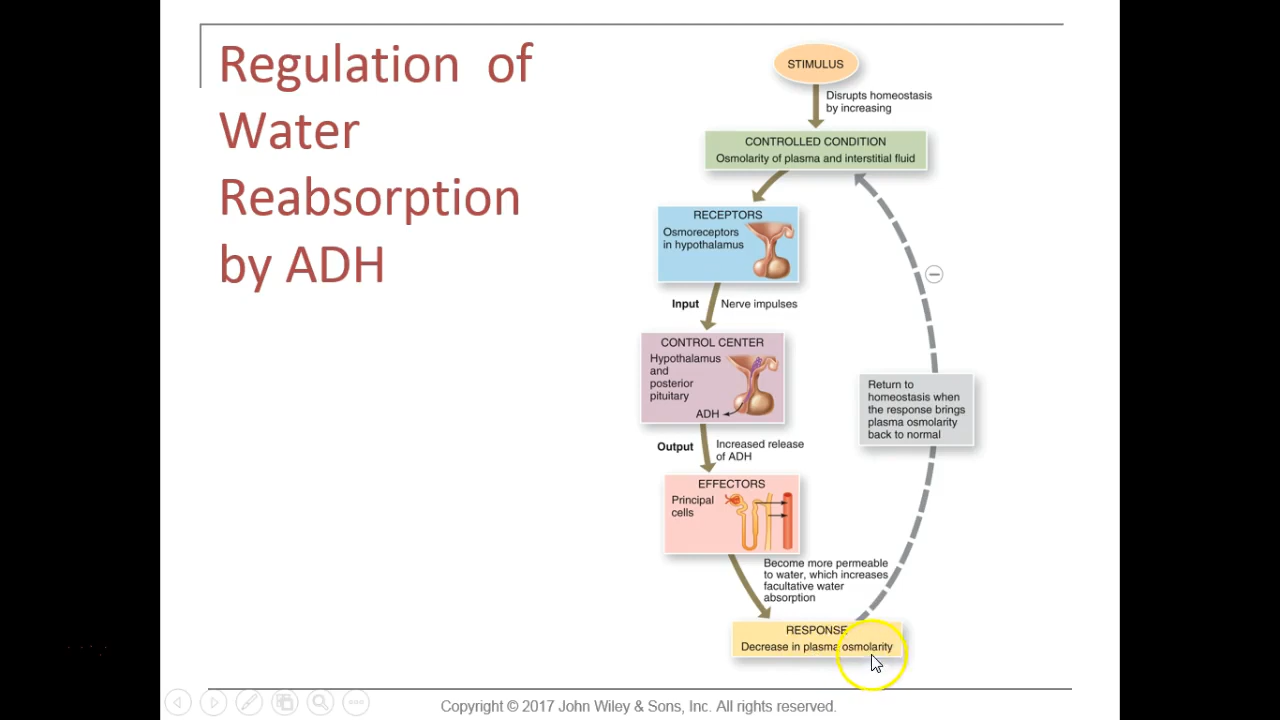 Regulation of
Water
Reabsorption
by ADH
STIMULUS
Disrupts homeostasis
by increasing
CONTROLLED CONDITION
Osmolarity of plasma and interstitial fluid
RECEPTORS
Osmoreceptors
in hypothalamus
Input
Nerve impulses
CONTROL CENTER
Hypothalamus
and
posterior
pituitary
ADH
Output
Increased release
of ADH
EFFECTORS
Principal
cells
Become more permeable
to water, which increases
facultative water
absorption
RESPONSE
Decrease in plasma osmolarity
Return to
homeostasis when
the response brings
plasma osmolarity
back to normal
Copyright © 2017 John Wiley & Sons, Inc. All rights reserved.